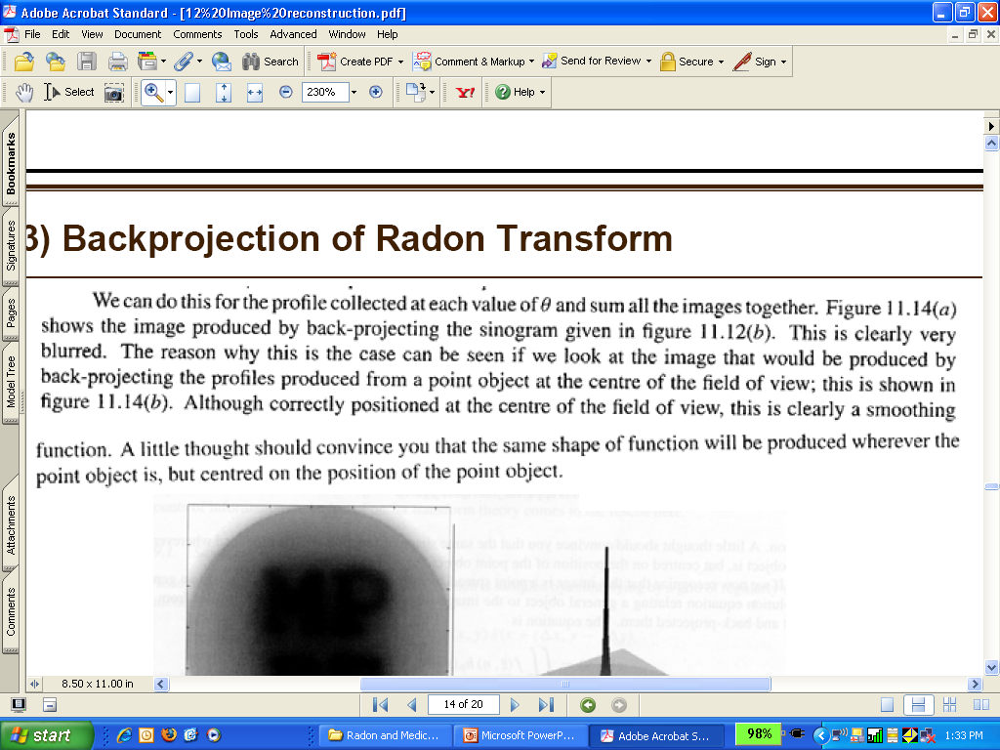 Adobe Acrobat Standard - [12%20Image%20reconstruction.pdf]
File Edit View Document Comments Tools Advanced Window Help
Search Create PDF Comment & Markup Send for Review Secure Sign
Select 230% Y! Help
Bookmarks
Signatures
Pages
Model Tree
Attachments
Comments
3) Backprojection of Radon Transform
We can do this for the profile collected at each value of θ and sum all the images together. Figure 11.14(a)
shows the image produced by back-projecting the sinogram given in figure 11.12(b). This is clearly very
blurred. The reason why this is the case can be seen if we look at the image that would be produced by
back-projecting the profiles produced from a point object at the centre of the field of view; this is shown in
figure 11.14(b). Although correctly positioned at the centre of the field of view, this is clearly a smoothing
function. A little thought should convince you that the same shape of function will be produced wherever the
point object is, but centred on the position of the point object.
MP
8.50 x 11.00 in
14 of 20
start Radon and Medic... Microsoft PowerP... Adobe Acrobat S... 98% 1:33 PM